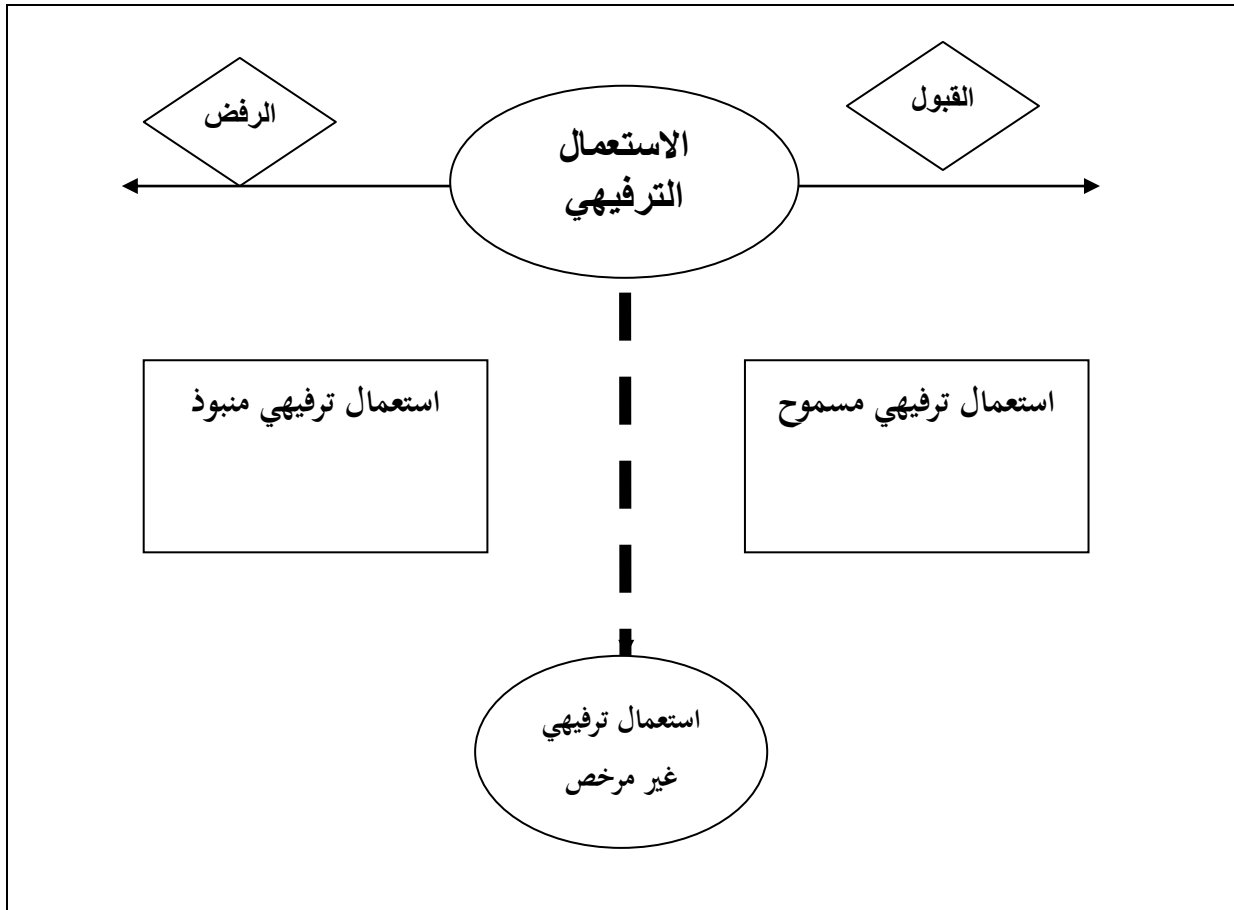 القبول
الرفض
الاستعمال
الترفيهي
استعمال ترفيهي مسموح
استعمال ترفيهي منبوذ
استعمال ترفيهي
غير مرخص